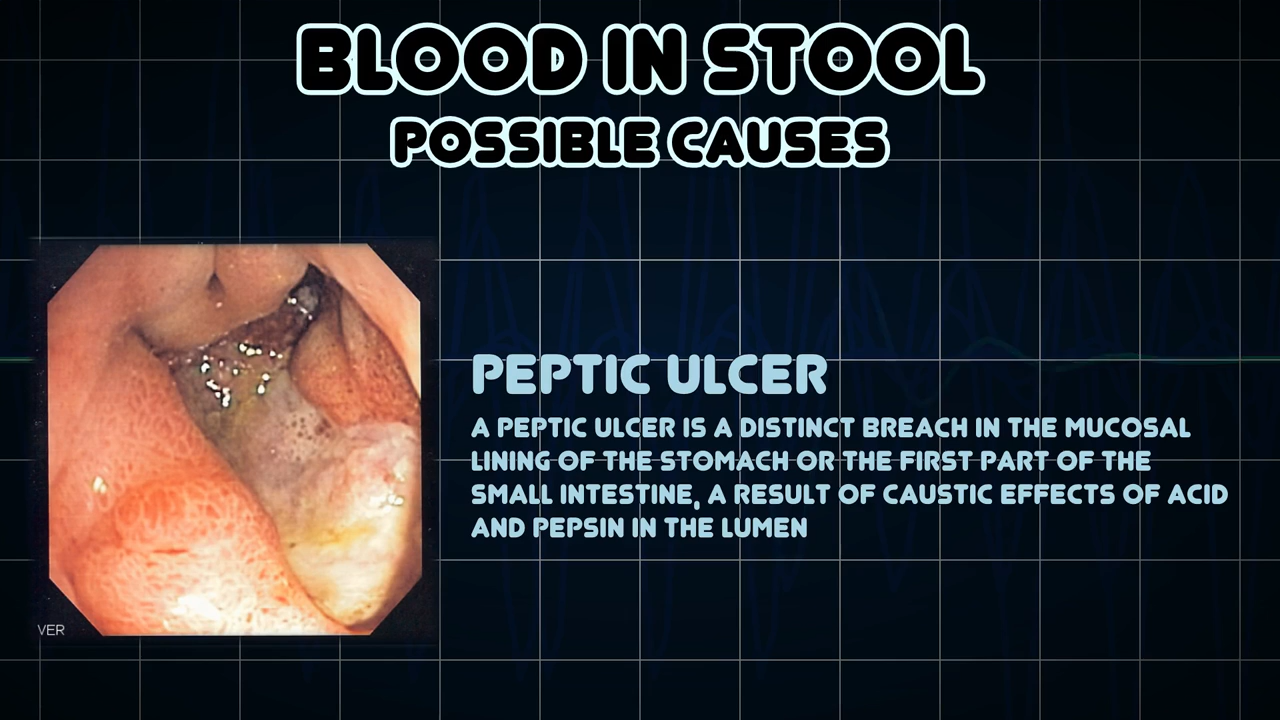 BLOOD IN STOOL
POSSIBLE CAUSES
PEPTIC ULCER
A PEPTIC ULCER IS A DISTINCT BREACH IN THE MUCOSAL
LINING OF THE STOMACH OR THE FIRST PART OF THE
SMALL INTESTINE, A RESULT OF CAUSTIC EFFECTS OF ACID
AND PEPSIN IN THE LUMEN
VER